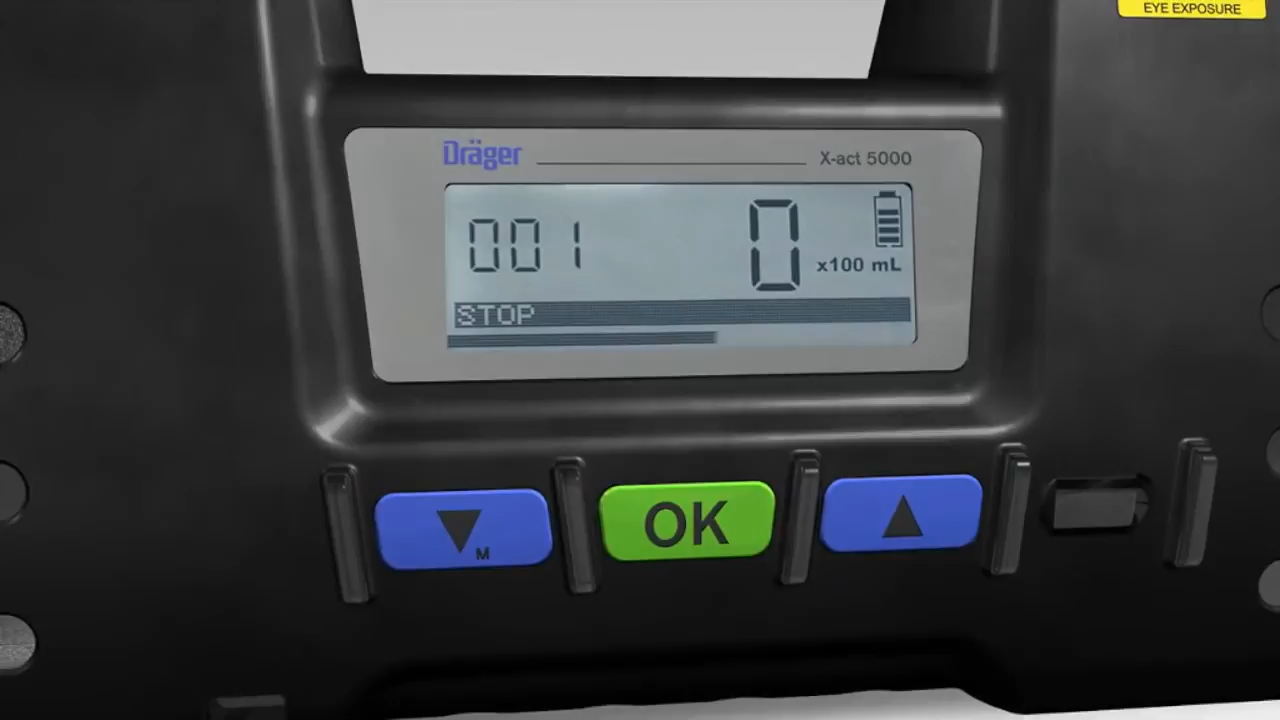 EYE EXPOSURE
Dräger X-act 5000
001 0 x100 mL
STOP
M
OK